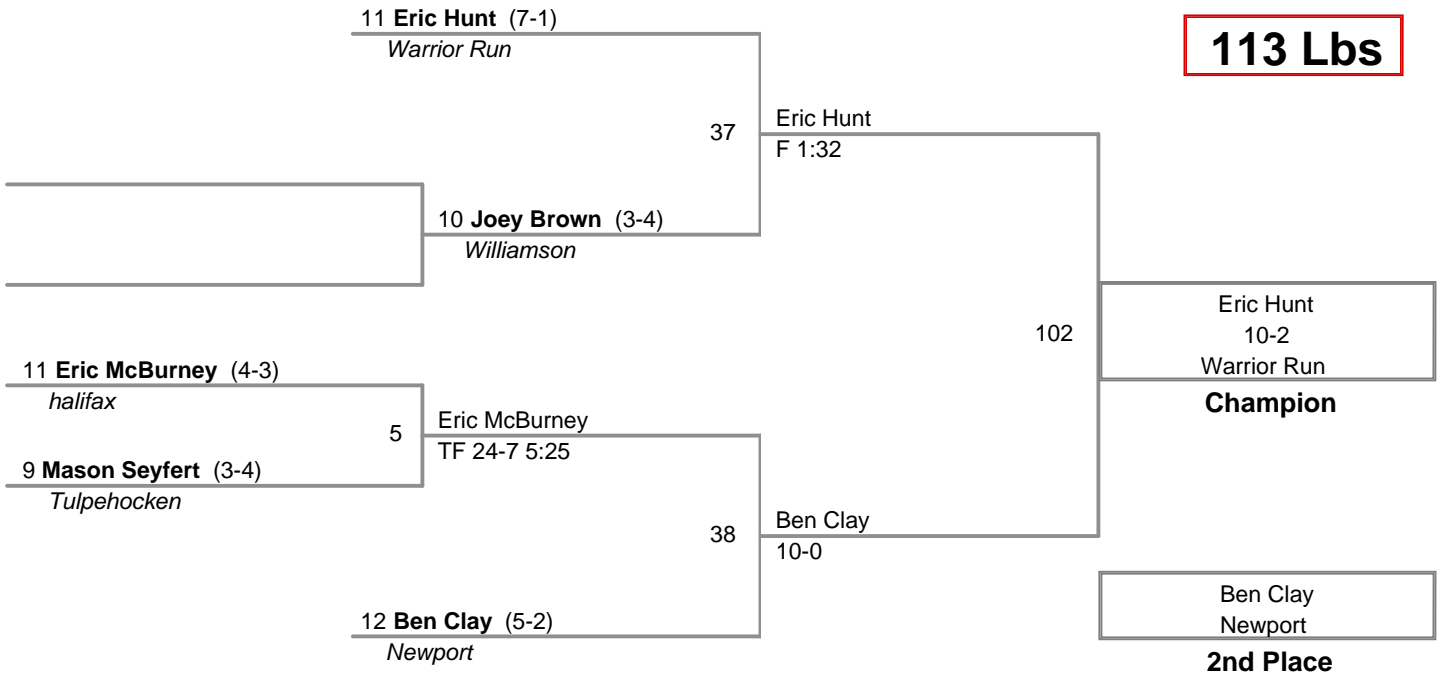 11 Eric Hunt (7-1)
Warrior Run
113 Lbs
37
Eric Hunt
F 1:32
10 Joey Brown (3-4)
Williamson
102
Eric Hunt
10-2
Warrior Run
Champion
11 Eric McBurney (4-3)
halifax
5
Eric McBurney
TF 24-7 5:25
9 Mason Seyfert (3-4)
Tulpehocken
38
Ben Clay
10-0
12 Ben Clay (5-2)
Newport
Ben Clay
Newport
2nd Place